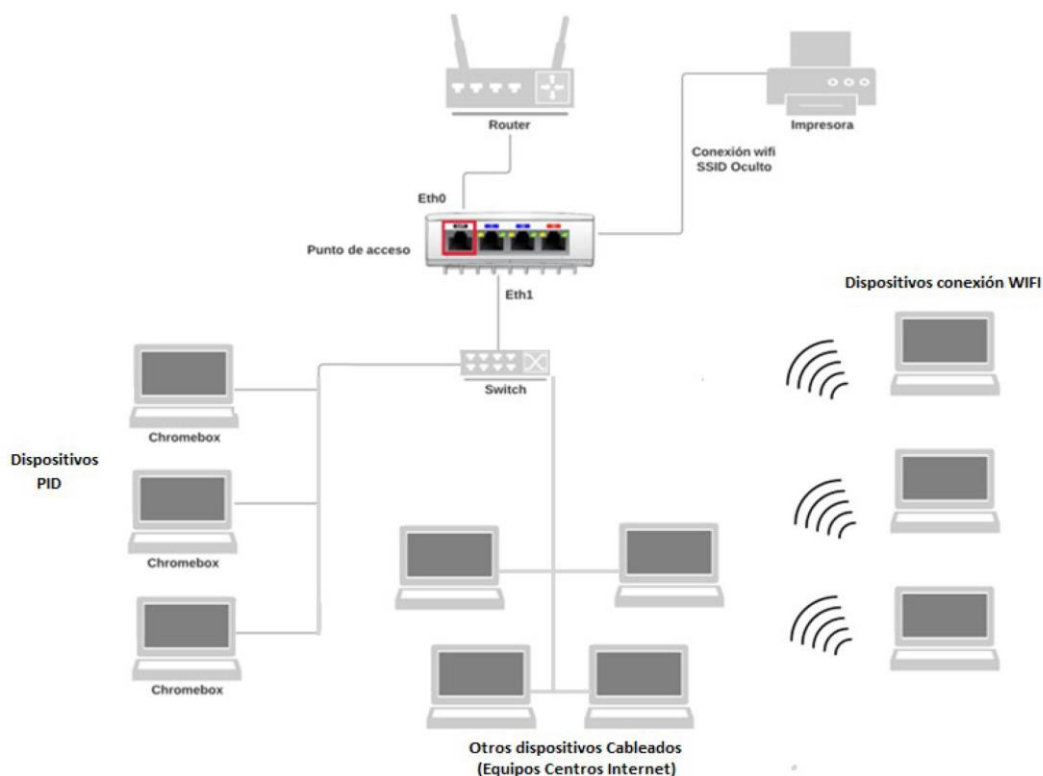 Router
Impresora
Conexión wifi
SSID Oculto
Eth0
Punto de acceso
Eth1
Dispositivos conexión WIFI
Switch
Chromebox
Dispositivos
PID
Chromebox
Chromebox
Otros dispositivos Cableados
(Equipos Centros Internet)